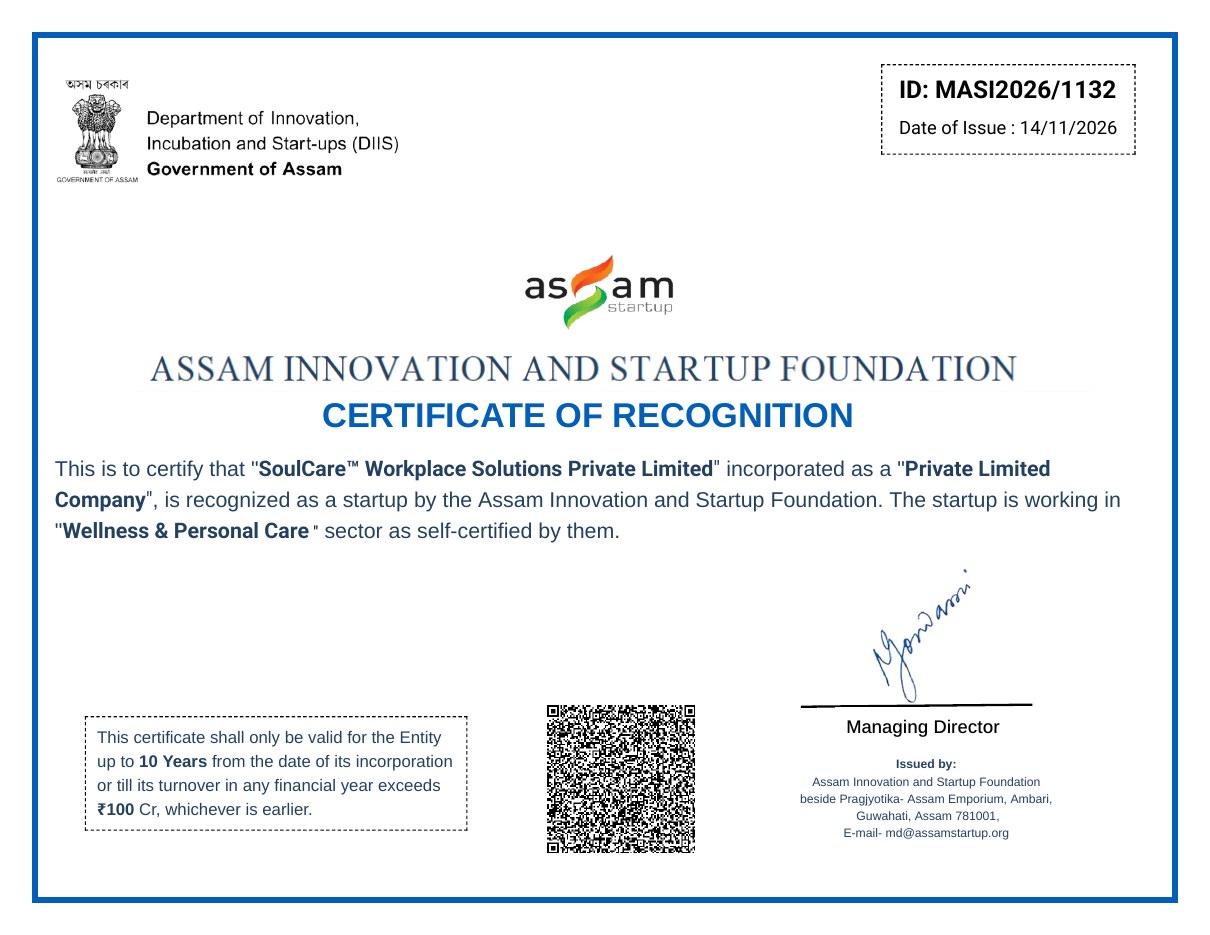 অসম চৰকাৰ
GOVERNMENT OF ASSAM
Department of Innovation,
Incubation and Start-ups (DIIS)
Government of Assam
ID: MASI2026/1132
Date of Issue : 14/11/2026
assam
startup
ASSAM INNOVATION AND STARTUP FOUNDATION
CERTIFICATE OF RECOGNITION
This is to certify that "SoulCare™ Workplace Solutions Private Limited" incorporated as a "Private Limited
Company", is recognized as a startup by the Assam Innovation and Startup Foundation. The startup is working in
"Wellness & Personal Care " sector as self-certified by them.
This certificate shall only be valid for the Entity
up to 10 Years from the date of its incorporation
or till its turnover in any financial year exceeds
₹100 Cr, whichever is earlier.
Managing Director
Issued by:
Assam Innovation and Startup Foundation
beside Pragjyotika- Assam Emporium, Ambari,
Guwahati, Assam 781001,
E-mail- md@assamstartup.org